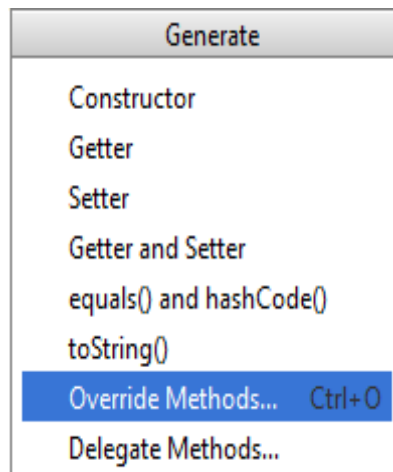 Generate
Constructor
Getter
Setter
Getter and Setter
equals() and hashCode()
toString()
Override Methods... Ctrl+O
Delegate Methods...